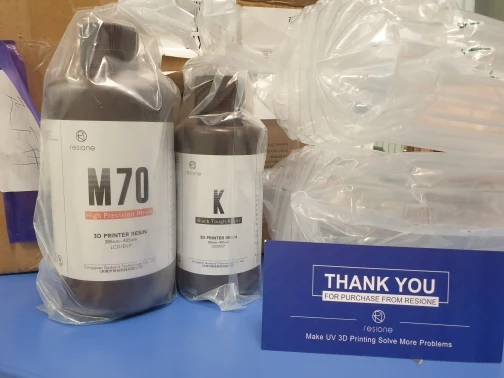 resione
M70
High Precision Resin
3D PRINTER RESIN
LCD/DLP
resione
K
Black Tough Resin
3D PRINTER RESIN
THANK YOU
FOR PURCHASE FROM RESIONE
resione
Make UV 3D Printing Solve More Problems